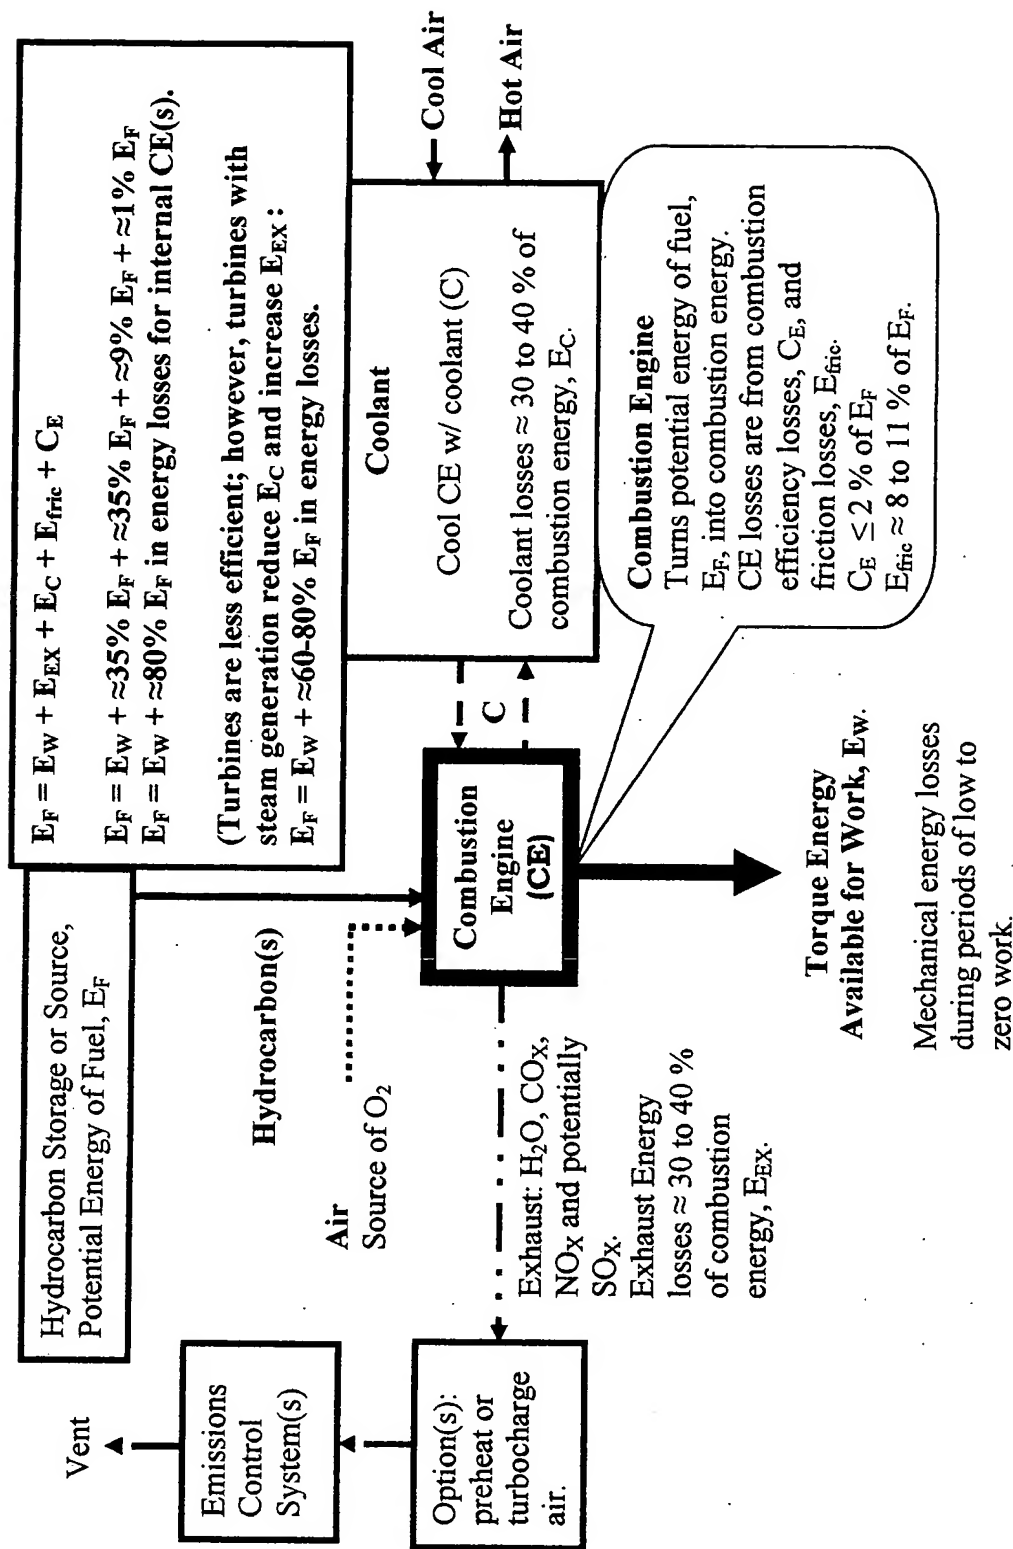 Hydrocarbon Storage or Source,
Potential Energy of Fuel, E_F
E_F = E_W + E_EX + E_C + E_fric + C_E
E_F = E_W + ≈35% E_F + ≈35% E_F + ≈9% E_F + ≈1% E_F
E_F = E_W + ≈80% E_F in energy losses for internal CE(s).
(Turbines are less efficient; however, turbines with
steam generation reduce E_C and increase E_EX :
E_F = E_W + ≈60-80% E_F in energy losses.
Vent
Emissions
Control
System(s)
Option(s):
preheat or
turbocharge
air.
Air
Source of O₂
Hydrocarbon(s)
Combustion
Engine
(CE)
C
Coolant
Cool CE w/ coolant (C)
Coolant losses ≈ 30 to 40 % of
combustion energy, E_C.
Cool Air
Hot Air
Exhaust: H₂O, CO_X,
NO_X and potentially
SO_X.
Exhaust Energy
losses ≈ 30 to 40 %
of combustion
energy, E_EX.
Combustion Engine
Turns potential energy of fuel,
E_F, into combustion energy.
CE losses are from combustion
efficiency losses, C_E, and
friction losses, E_fric.
C_E ≤ 2 % of E_F
E_fric ≈ 8 to 11 % of E_F.
Torque Energy
Available for Work, E_W.
Mechanical energy losses
during periods of low to
zero work.